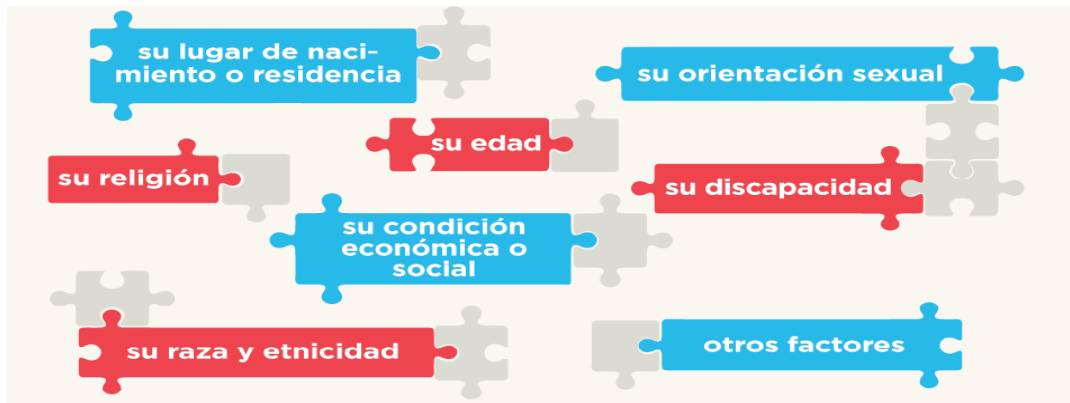 su lugar de naci-
miento o residencia
su orientación sexual
su edad
su religión
su discapacidad
su condición
económica o
social
su raza y etnicidad
otros factores